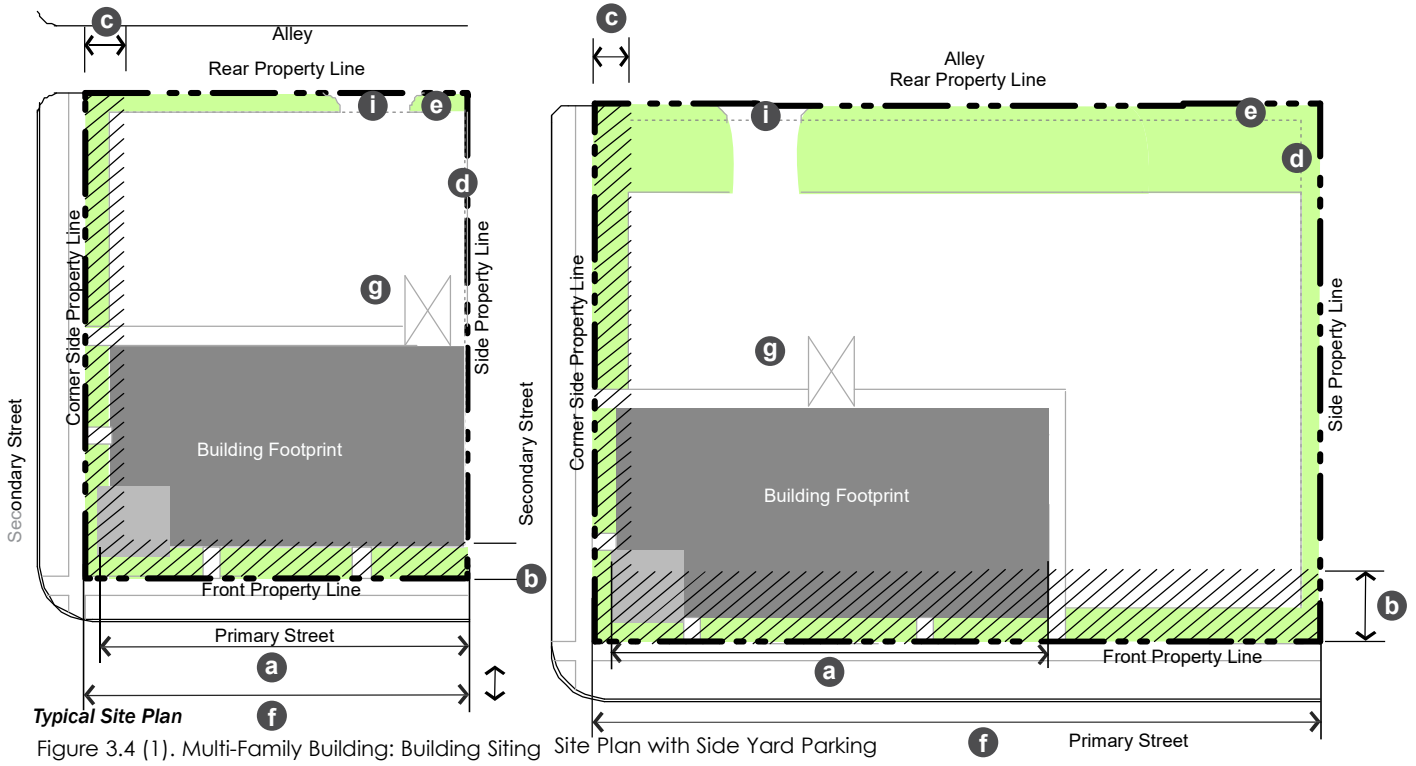 c
Alley
Rear Property Line
i
e
d
Corner Side Property Line
Side Property Line
g
Secondary Street
Building Footprint
b
Front Property Line
Primary Street
a
f
Typical Site Plan
Figure 3.4 (1). Multi-Family Building: Building Siting
c
Alley
Rear Property Line
i
e
d
Corner Side Property Line
Side Property Line
g
Secondary Street
Building Footprint
b
Front Property Line
a
f
Primary Street
Site Plan with Side Yard Parking